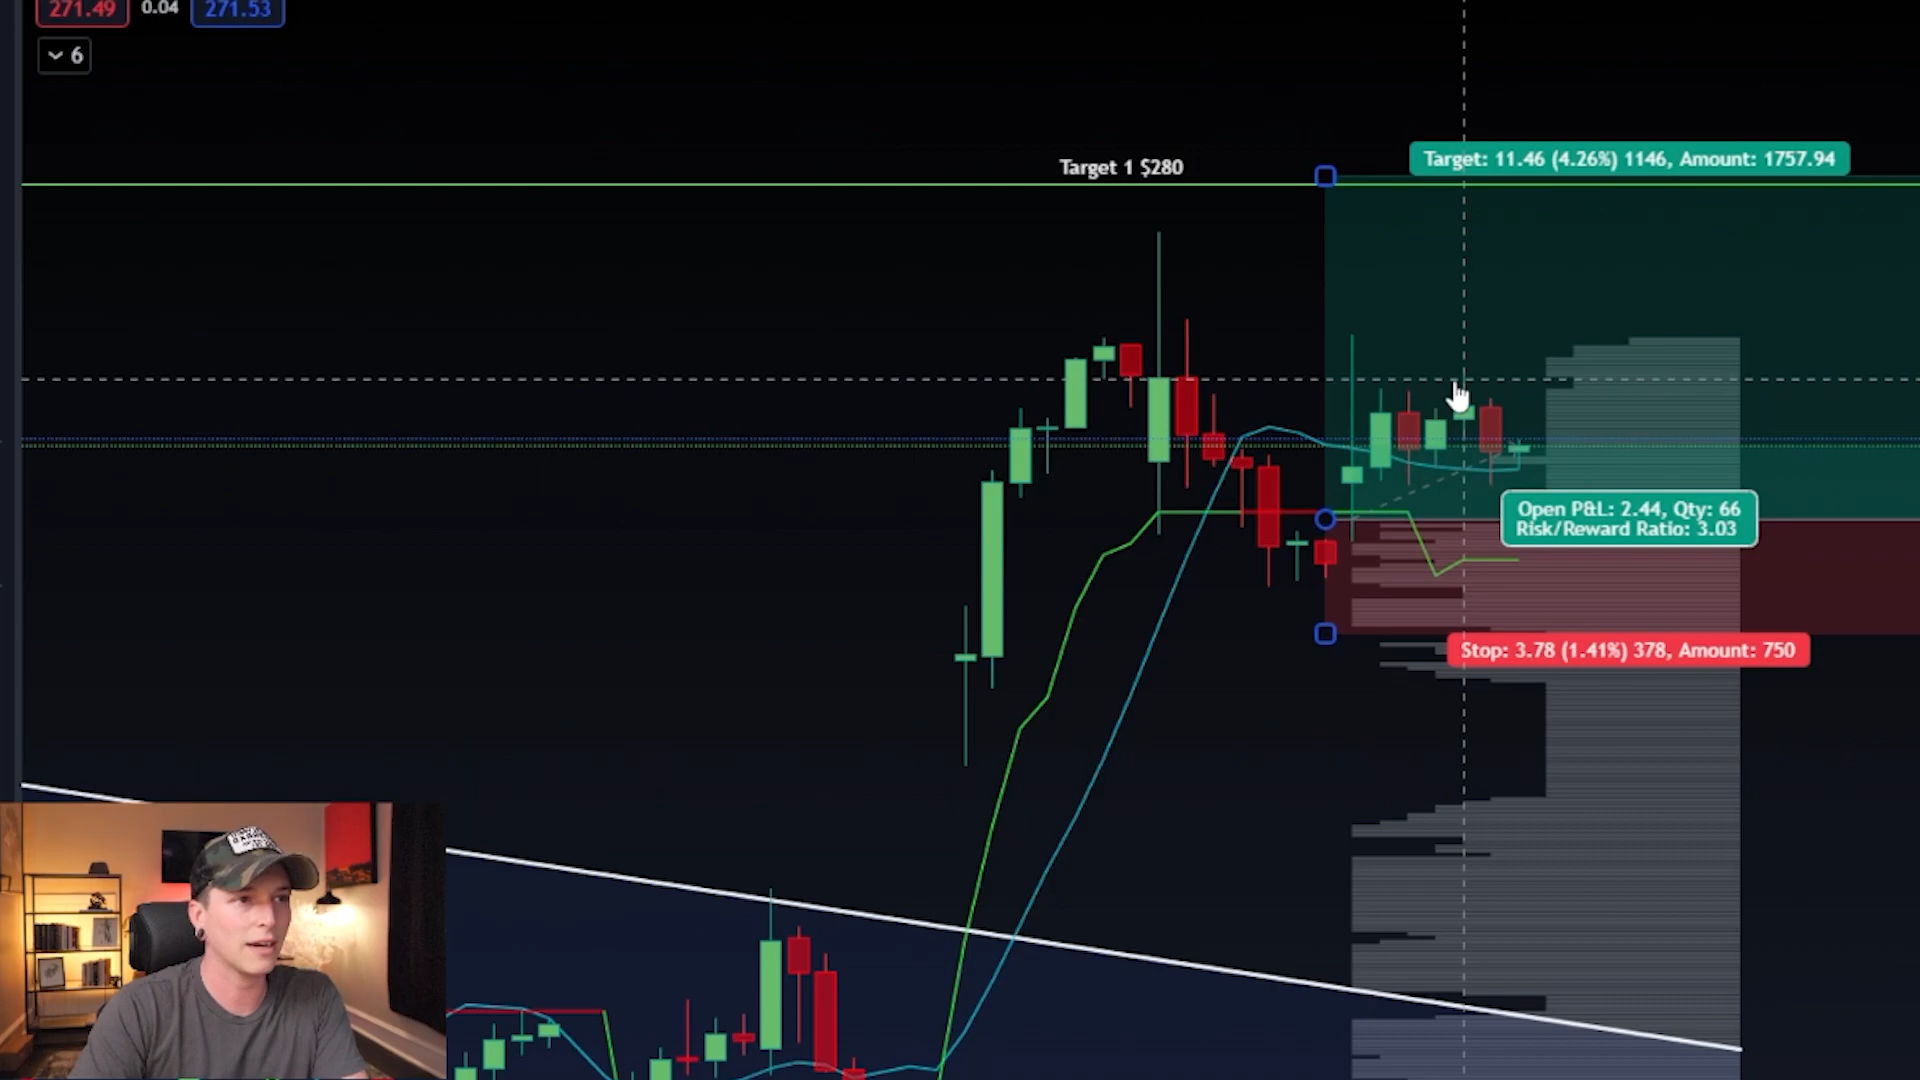 271.49 0.04 271.53
6
Target: 11.46 (4.26%) 1146, Amount: 1757.94
Target 1 $280
Open P&L: 2.44, Qty: 66
Risk/Reward Ratio: 3.03
Stop: 3.78 (1.41%) 378, Amount: 750